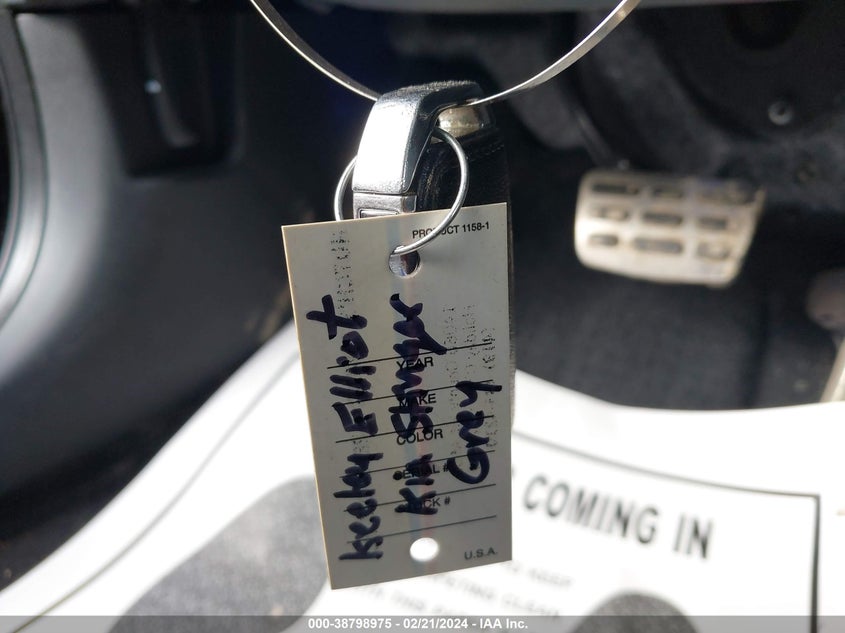 PRODUCT 1158-1
YEAR
MAKE
COLOR
SERIAL #
U.S.A.
Keeley Elliot
Kia Stinger
Grey
COMING IN
000-38798975 - 02/21/2024 - IAA Inc.